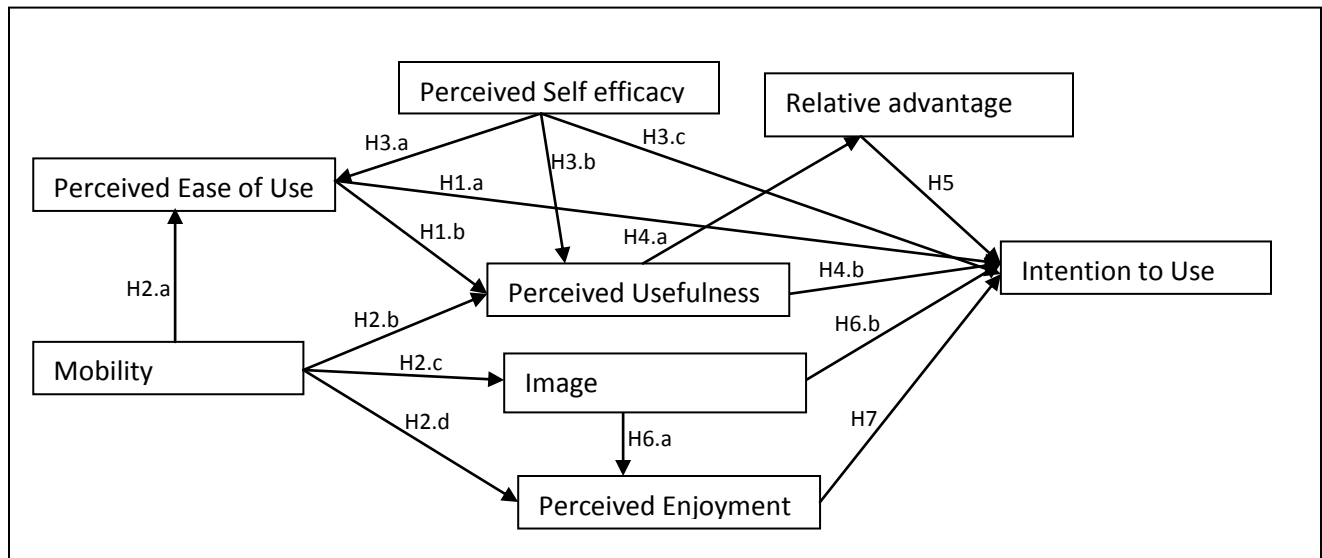 Perceived Self efficacy
Relative advantage
H3.a
H3.b
H3.c
Perceived Ease of Use
H1.a
H5
H1.b
H4.a
H2.a
Perceived Usefulness
H4.b
Intention to Use
H2.b
H6.b
Mobility
H2.c
Image
H2.d
H7
H6.a
Perceived Enjoyment